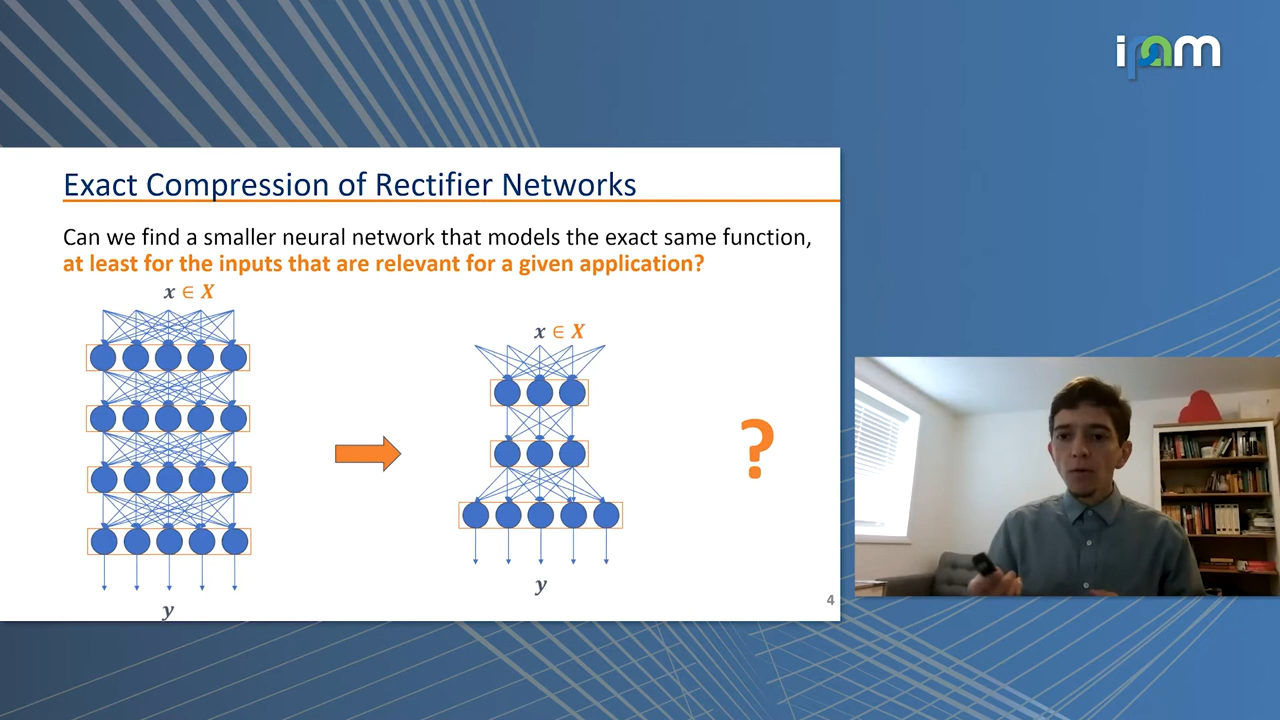 ipam
Exact Compression of Rectifier Networks
Can we find a smaller neural network that models the exact same function,
at least for the inputs that are relevant for a given application?
x ∈ X
x ∈ X
?
y
y
4